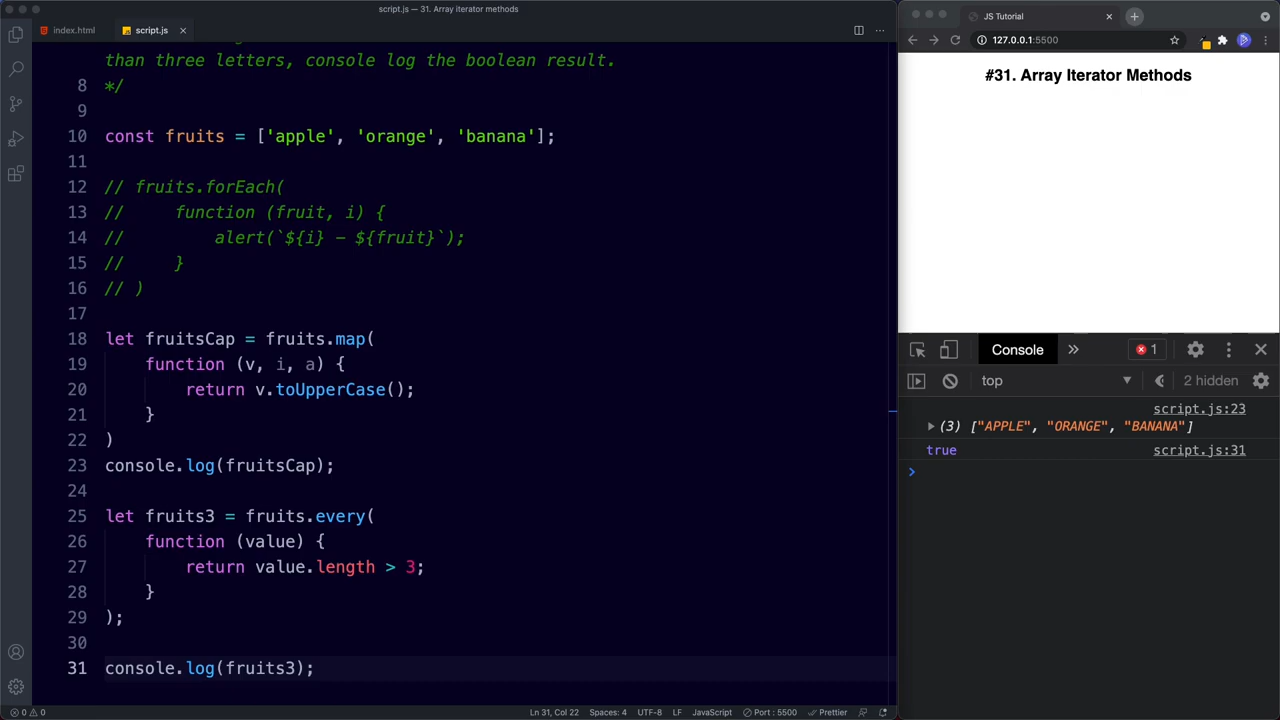 script.js — 31. Array iterator methods
index.html
script.js
than three letters, console log the boolean result.
8 */
9
10 const fruits = ['apple', 'orange', 'banana'];
11
12 // fruits.forEach(
13 //     function (fruit, i) {
14 //         alert(`${i} - ${fruit}`);
15 //     }
16 // )
17
18 let fruitsCap = fruits.map(
19     function (v, i, a) {
20         return v.toUpperCase();
21     }
22 )
23 console.log(fruitsCap);
24
25 let fruits3 = fruits.every(
26     function (value) {
27         return value.length > 3;
28     }
29 );
30
31 console.log(fruits3);
0 0
Ln 31, Col 22
Spaces: 4
UTF-8
LF
JavaScript
Port : 5500
Prettier
JS Tutorial
127.0.0.1:5500
#31. Array Iterator Methods
Console
1
top
2 hidden
script.js:23
(3) ["APPLE", "ORANGE", "BANANA"]
true script.js:31